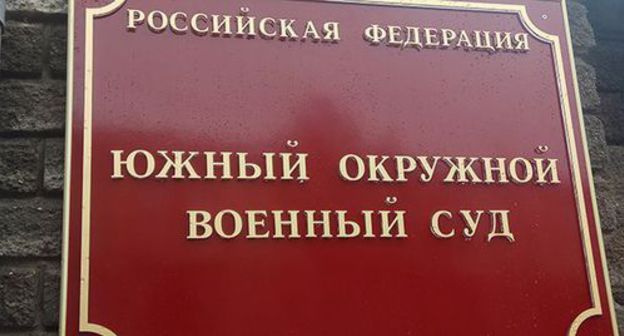 РОССИЙСКАЯ ФЕДЕРАЦИЯ
ЮЖНЫЙ ОКРУЖНОЙ
ВОЕННЫЙ СУД